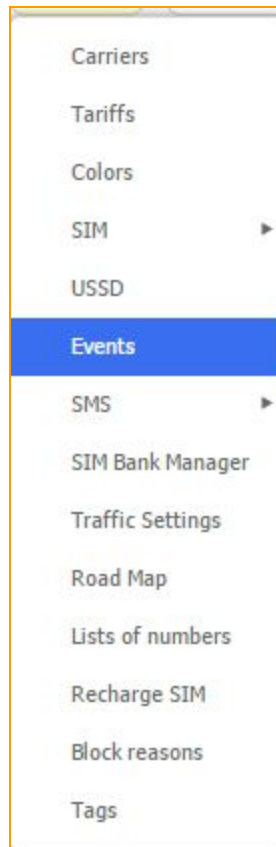 Carriers
Tariffs
Colors
SIM
USSD
Events
SMS
SIM Bank Manager
Traffic Settings
Road Map
Lists of numbers
Recharge SIM
Block reasons
Tags